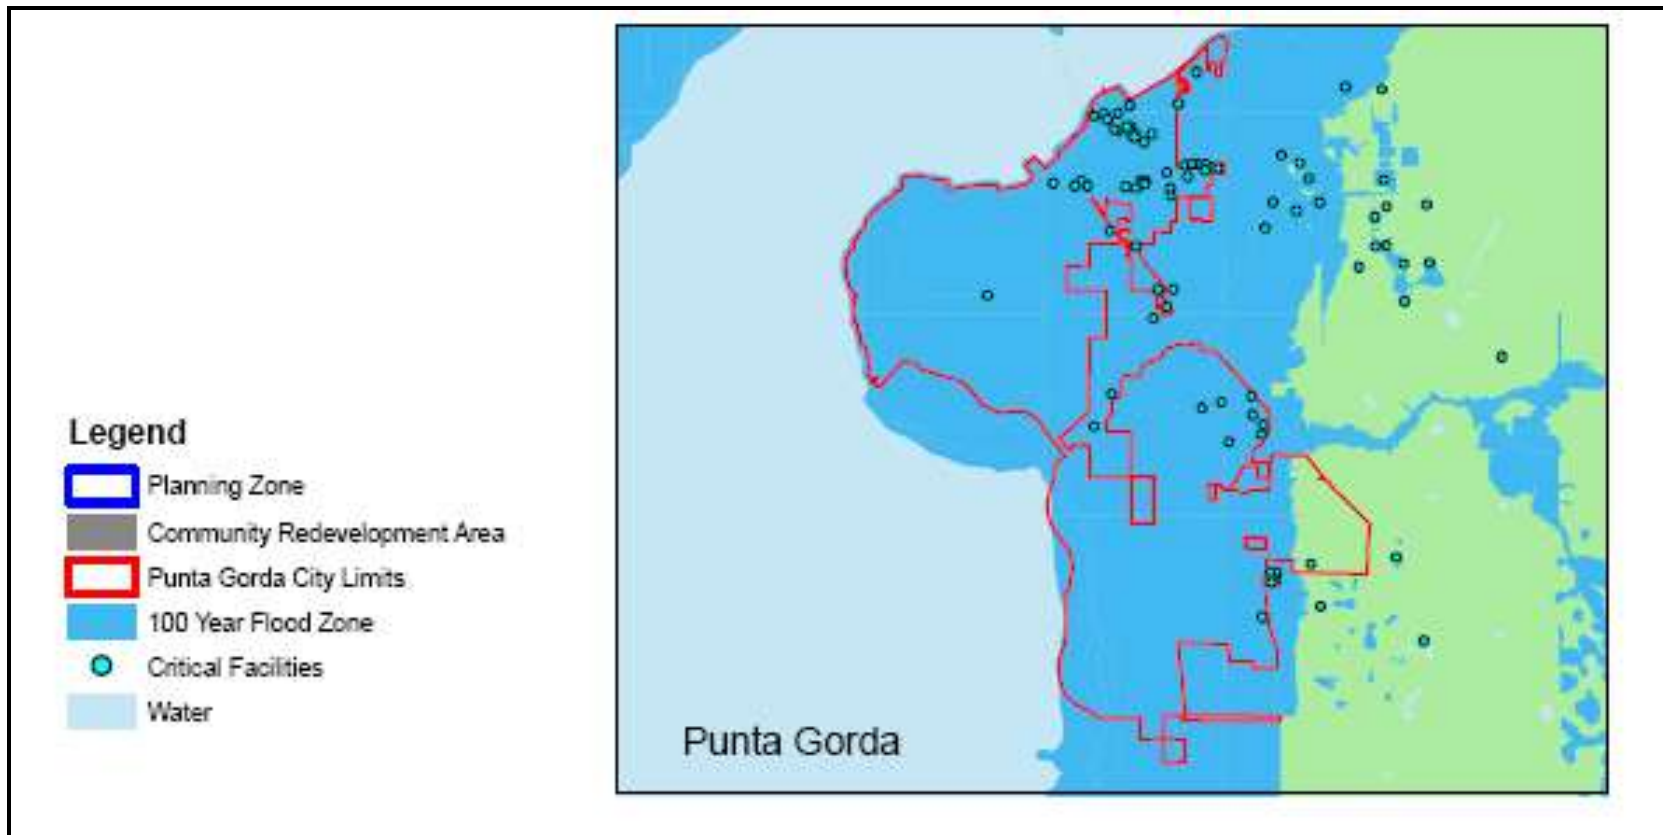 Legend
Planning Zone
Community Redevelopment Area
Punta Gorda City Limits
100 Year Flood Zone
Critical Facilities
Water
Punta Gorda